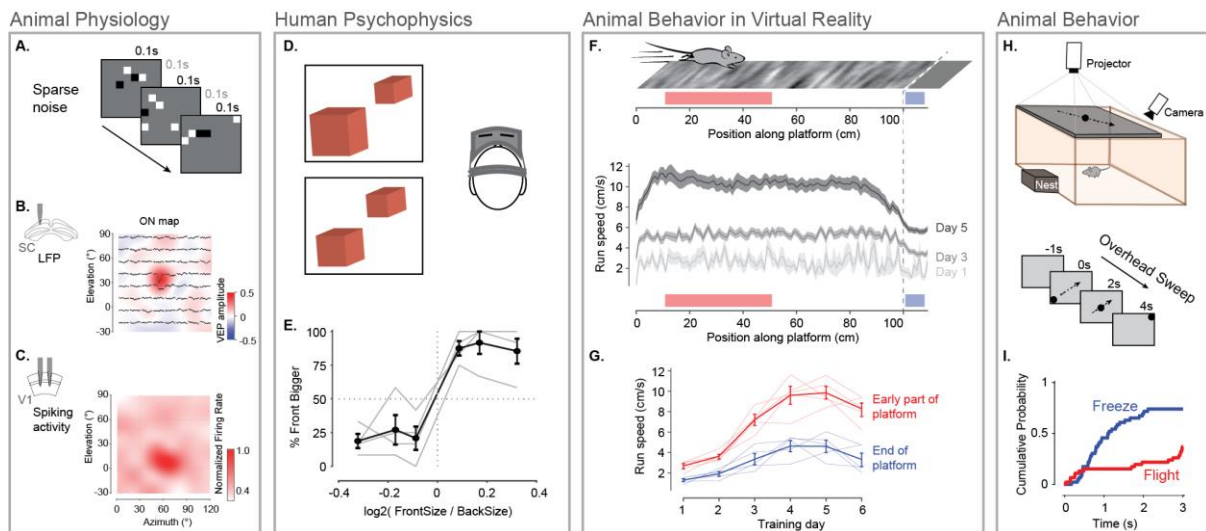 Animal Physiology
A.
0.1s
0.1s
0.1s
0.1s
0.1s
Sparse
noise
B.
SC
LFP
ON map
Elevation (°)
90
60
30
0
-30
VEP amplitude
0.5
0
-0.5
C.
V1
Spiking
activity
Elevation (°)
90
60
30
0
-30
0 30 60 90 120
Azimuth (°)
Normalized Firing Rate
1.0
0.4
Human Psychophysics
D.
E.
% Front Bigger
100
75
50
25
0
-0.4 -0.2 0 0.2 0.4
log2( FrontSize / BackSize)
Animal Behavior in Virtual Reality
F.
0 20 40 60 80 100
Position along platform (cm)
Run speed (cm/s)
12
10
8
6
4
2
Day 5
Day 3
Day 1
0 20 40 60 80 100
Position along platform (cm)
G.
Run speed (cm/s)
12
10
8
6
4
2
Early part of
platform
End of
platform
1 2 3 4 5 6
Training day
Animal Behavior
H.
Projector
Camera
Nest
-1s
0s
2s
4s
Overhead Sweep
I.
Cumulative Probability
1
0.5
0
Freeze
Flight
0 1 2 3
Time (s)